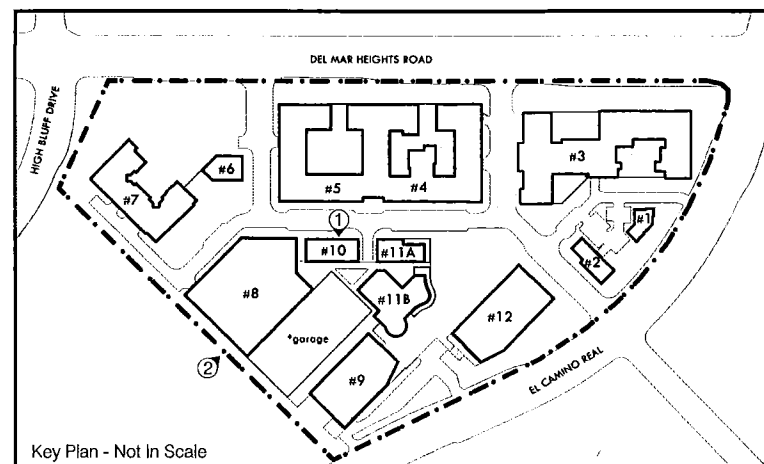 DEL MAR HEIGHTS ROAD
HIGH BLUFF DRIVE
#3
#6
#5
#4
#7
#1
1
#10
#11A
#2
#8
#11B
#12
*garage
2
#9
EL CAMINO REAL
Key Plan - Not In Scale